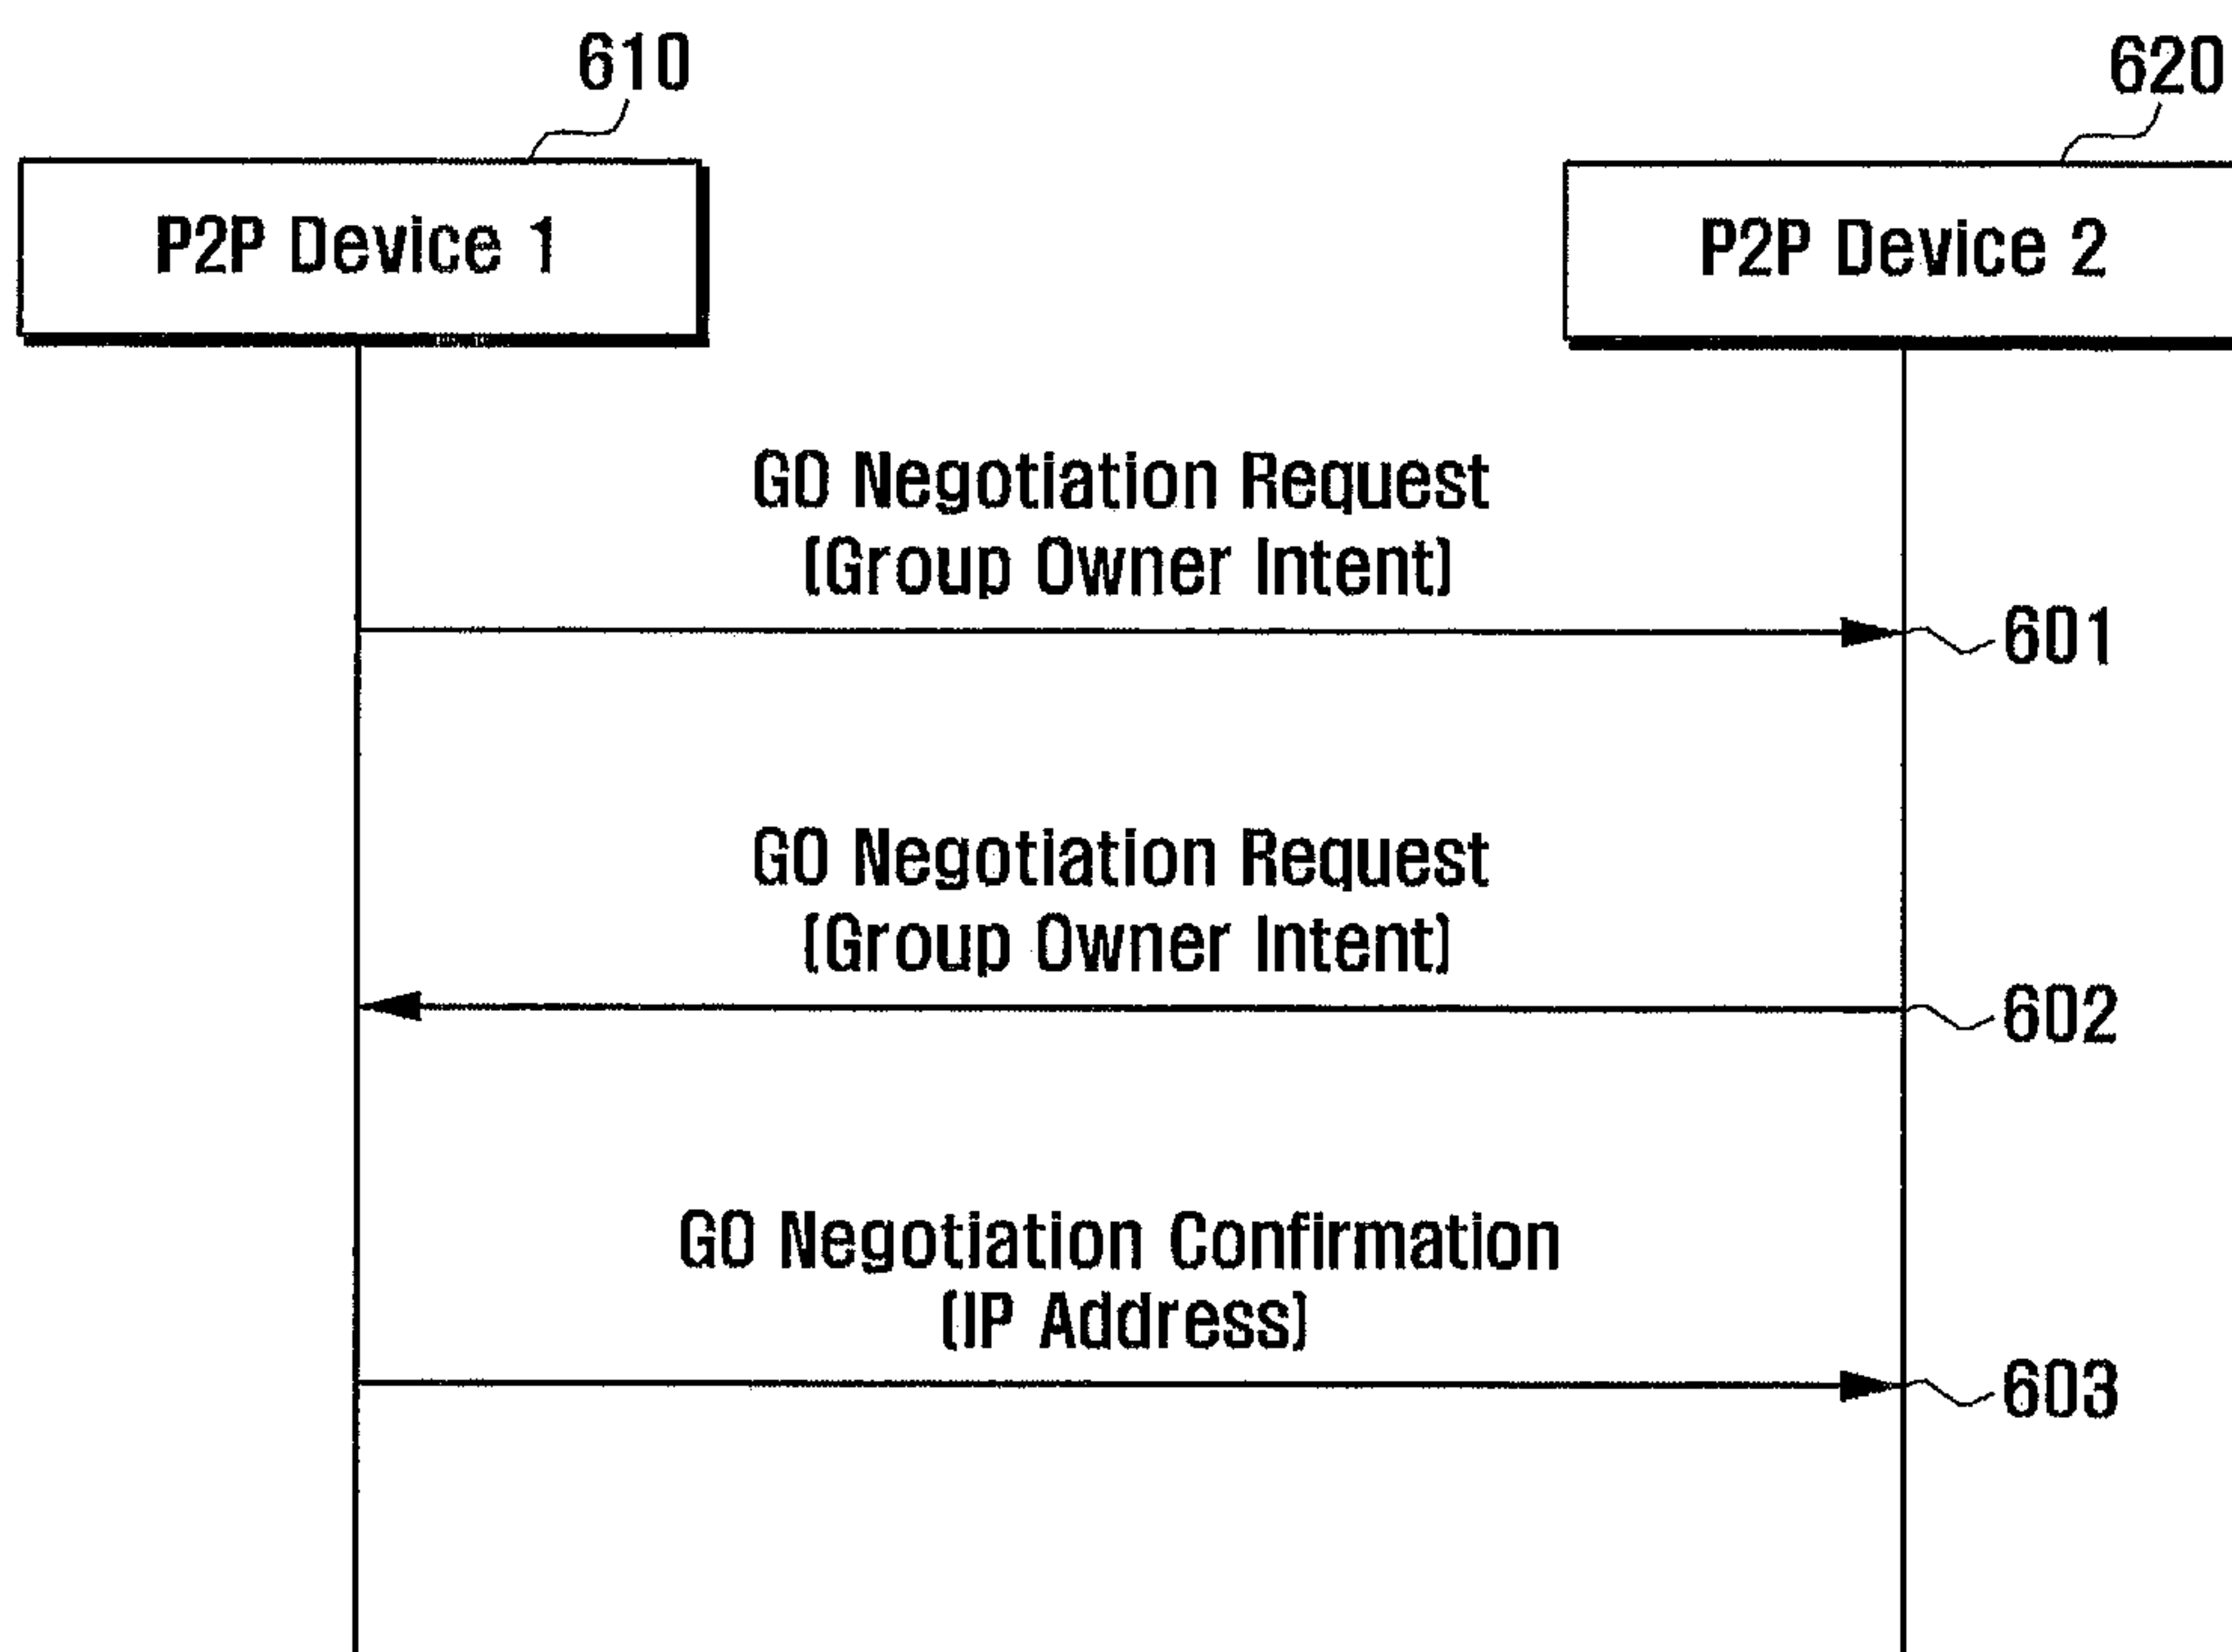 610
620
P2P Device 1
P2P Device 2
GO Negotiation Request
(Group Owner Intent)
601
GO Negotiation Request
(Group Owner Intent)
602
GO Negotiation Confirmation
(IP Address)
603